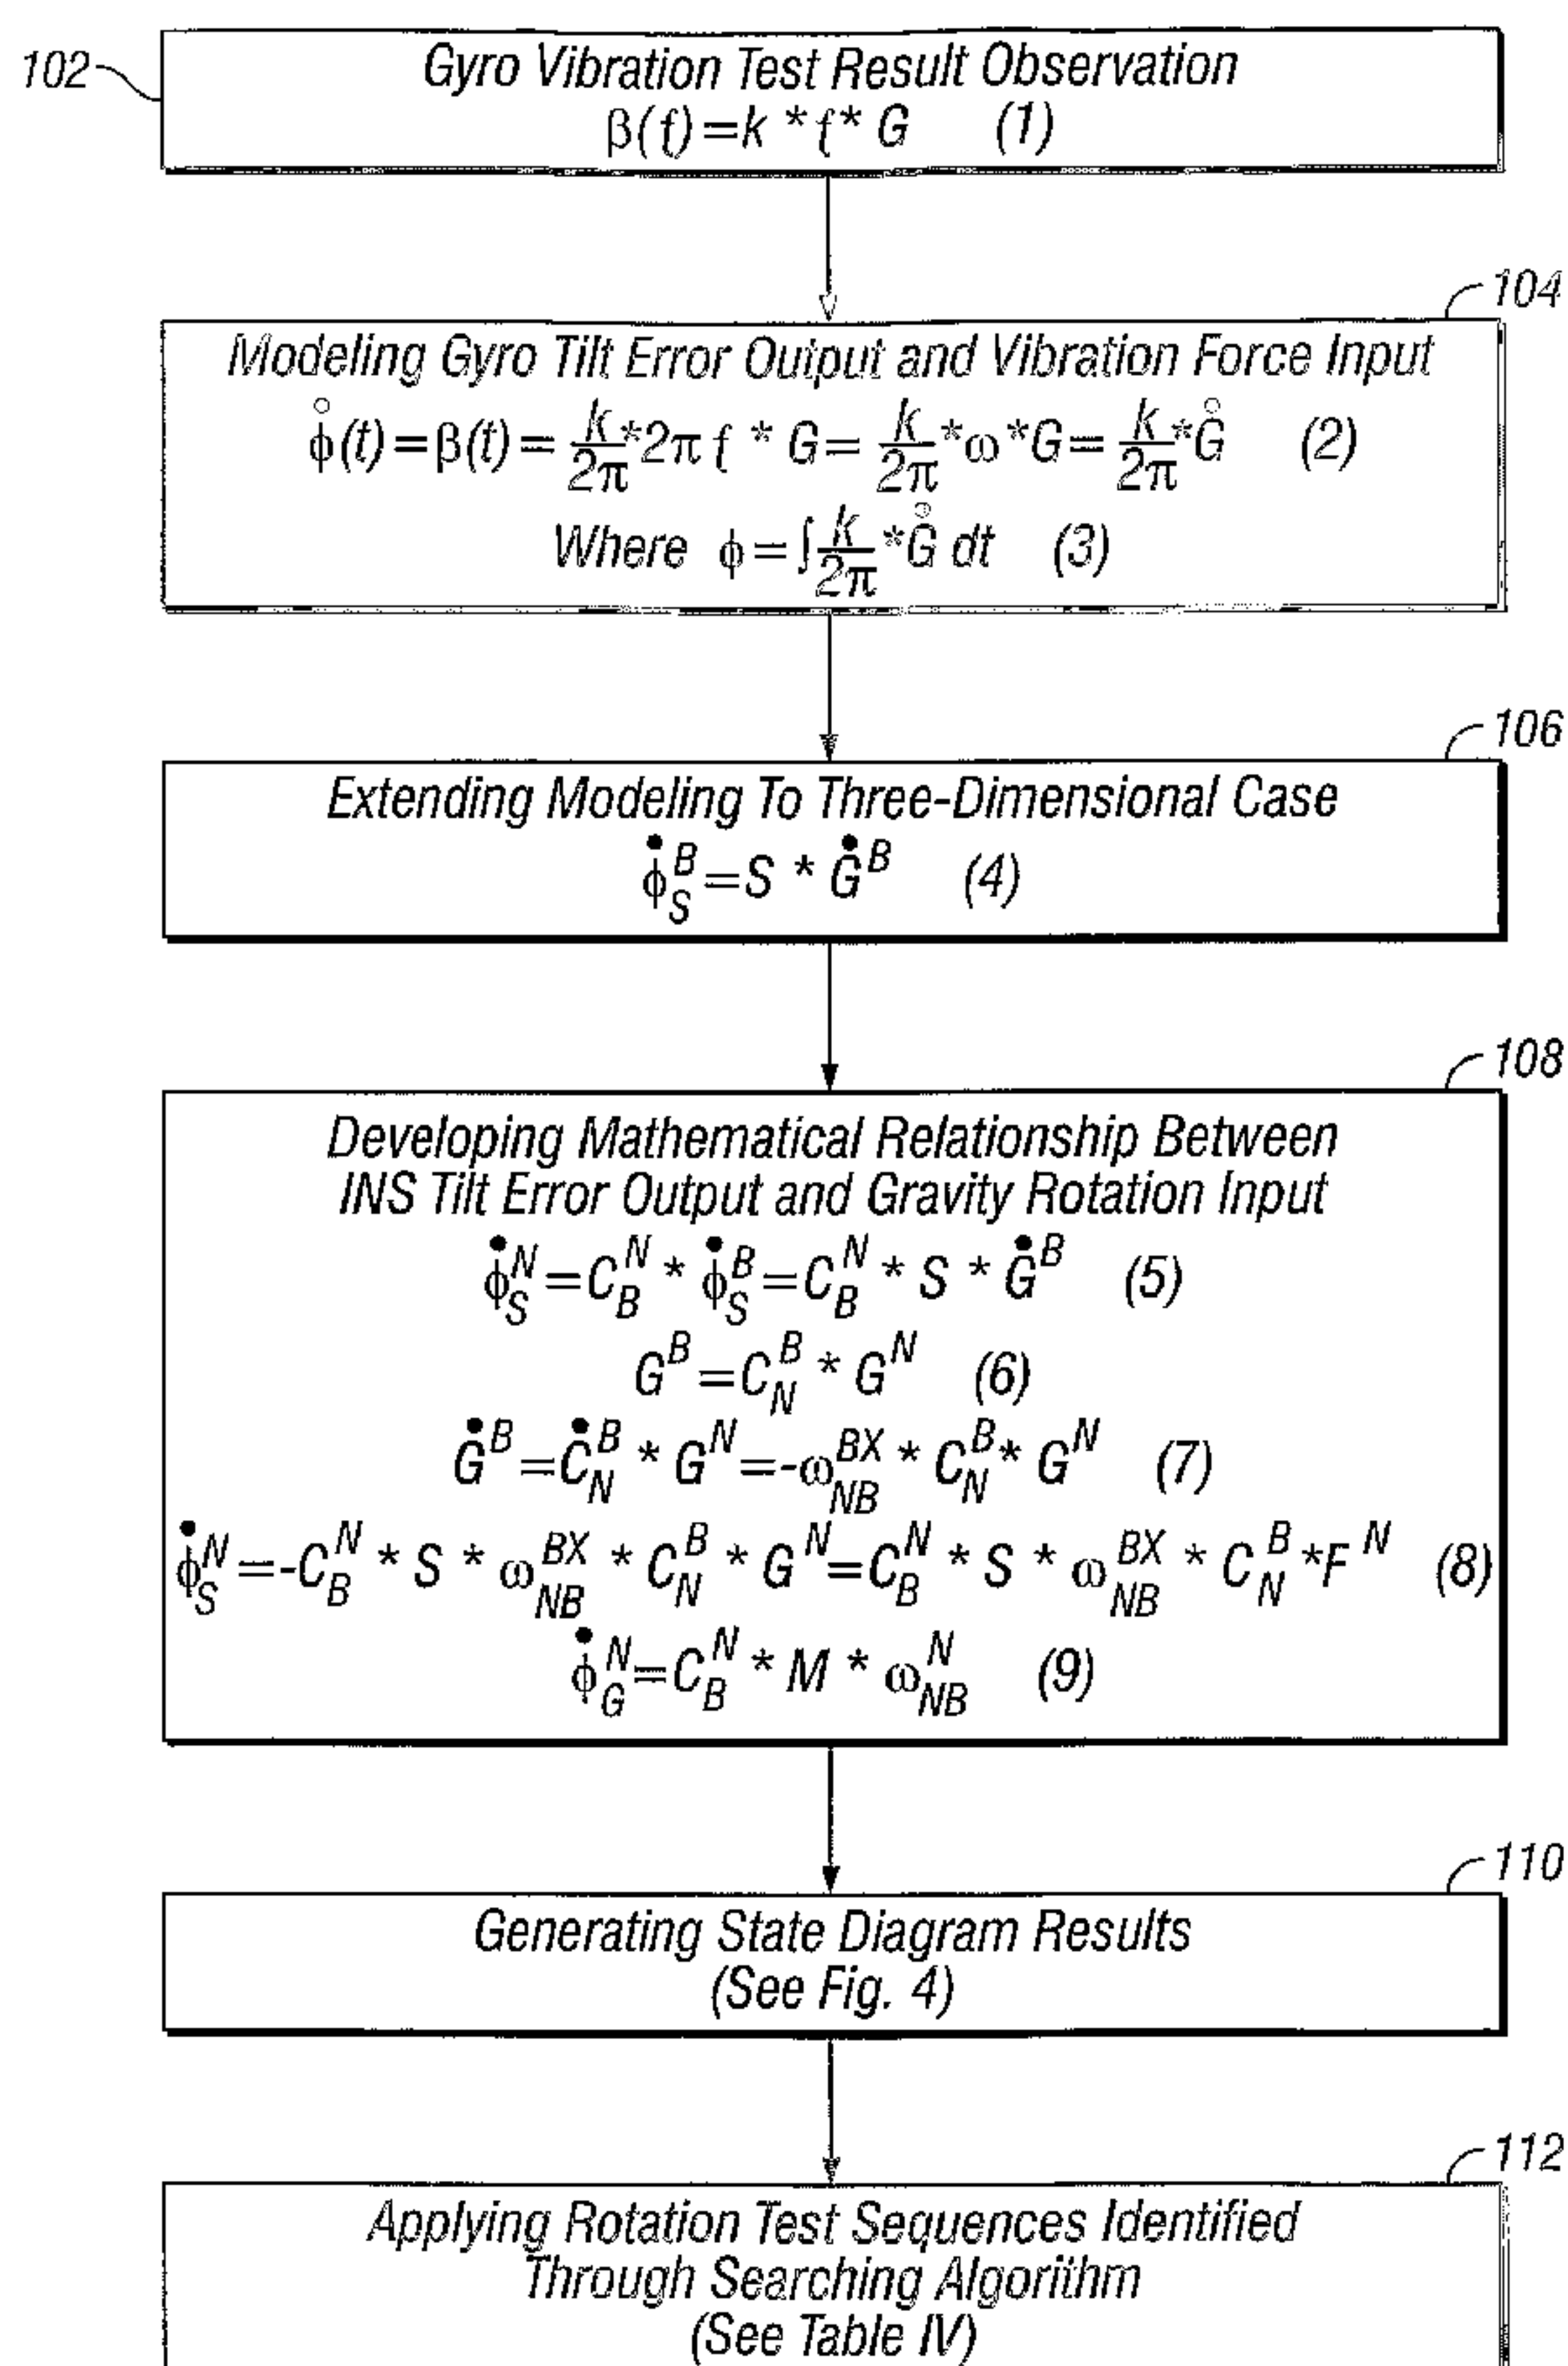 102
Gyro Vibration Test Result Observation
β(f)=k * f * G (1)
104
Modeling Gyro Tilt Error Output and Vibration Force Input
φ̊(t)=β(t)=k/2π*2πf * G=k/2π*ω*G=k/2π*G̊ (2)
Where φ=∫k/2π*G̊ dt (3)
106
Extending Modeling To Three-Dimensional Case
φ̇_S^B=S * Ġ^B (4)
108
Developing Mathematical Relationship Between
INS Tilt Error Output and Gravity Rotation Input
φ̇_S^N=C_B^N * φ̇_S^B=C_B^N * S * Ġ^B (5)
G^B=C_N^B * G^N (6)
Ġ^B=Ċ_N^B * G^N=-ω_NB^BX * C_N^B * G^N (7)
φ̇_S^N=-C_B^N * S * ω_NB^BX * C_N^B * G^N=C_B^N * S * ω_NB^BX * C_N^B *F^N (8)
φ̇_G^N=C_B^N * M * ω_NB^N (9)
110
Generating State Diagram Results
(See Fig. 4)
112
Applying Rotation Test Sequences Identified
Through Searching Algorithm
(See Table IV)